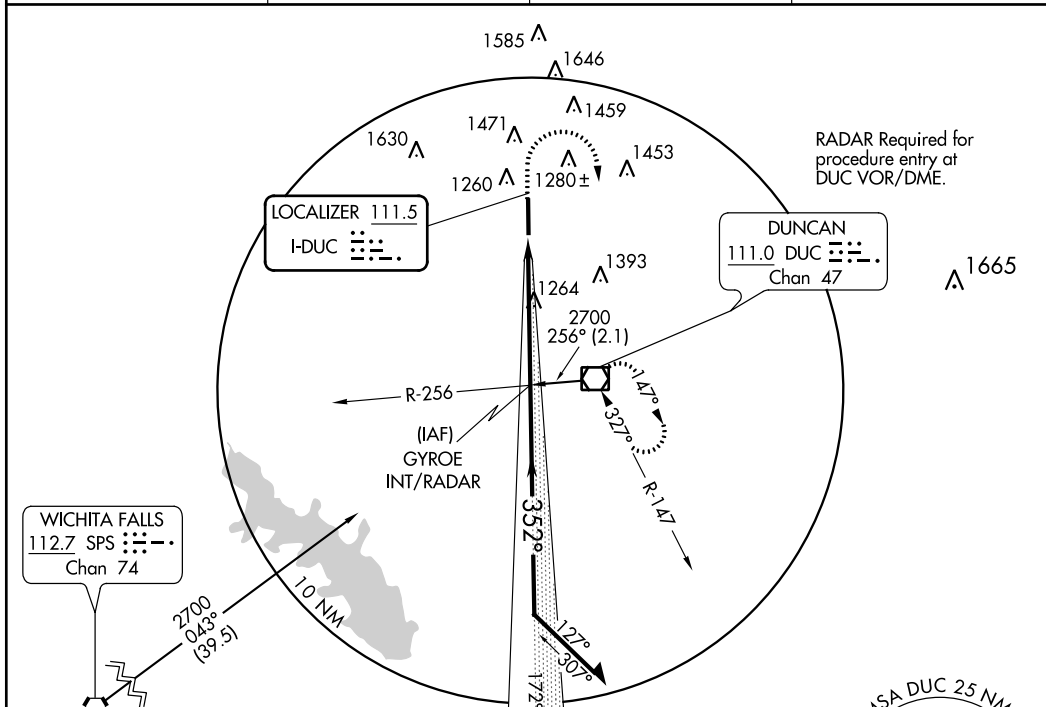 1585
1646
1459
1471
1630
1453
1260
1280±
RADAR Required for
procedure entry at
DUC VOR/DME.
LOCALIZER 111.5
I-DUC
DUNCAN
111.0 DUC
Chan 47
1393
1665
1264
2700
256° (2.1)
R-256
147°
327°
(IAF)
GYROE
INT/RADAR
R-147
352°
WICHITA FALLS
112.7 SPS
Chan 74
10 NM
2700
043°
(39.5)
127°
307°
172°
MSA DUC 25 NM